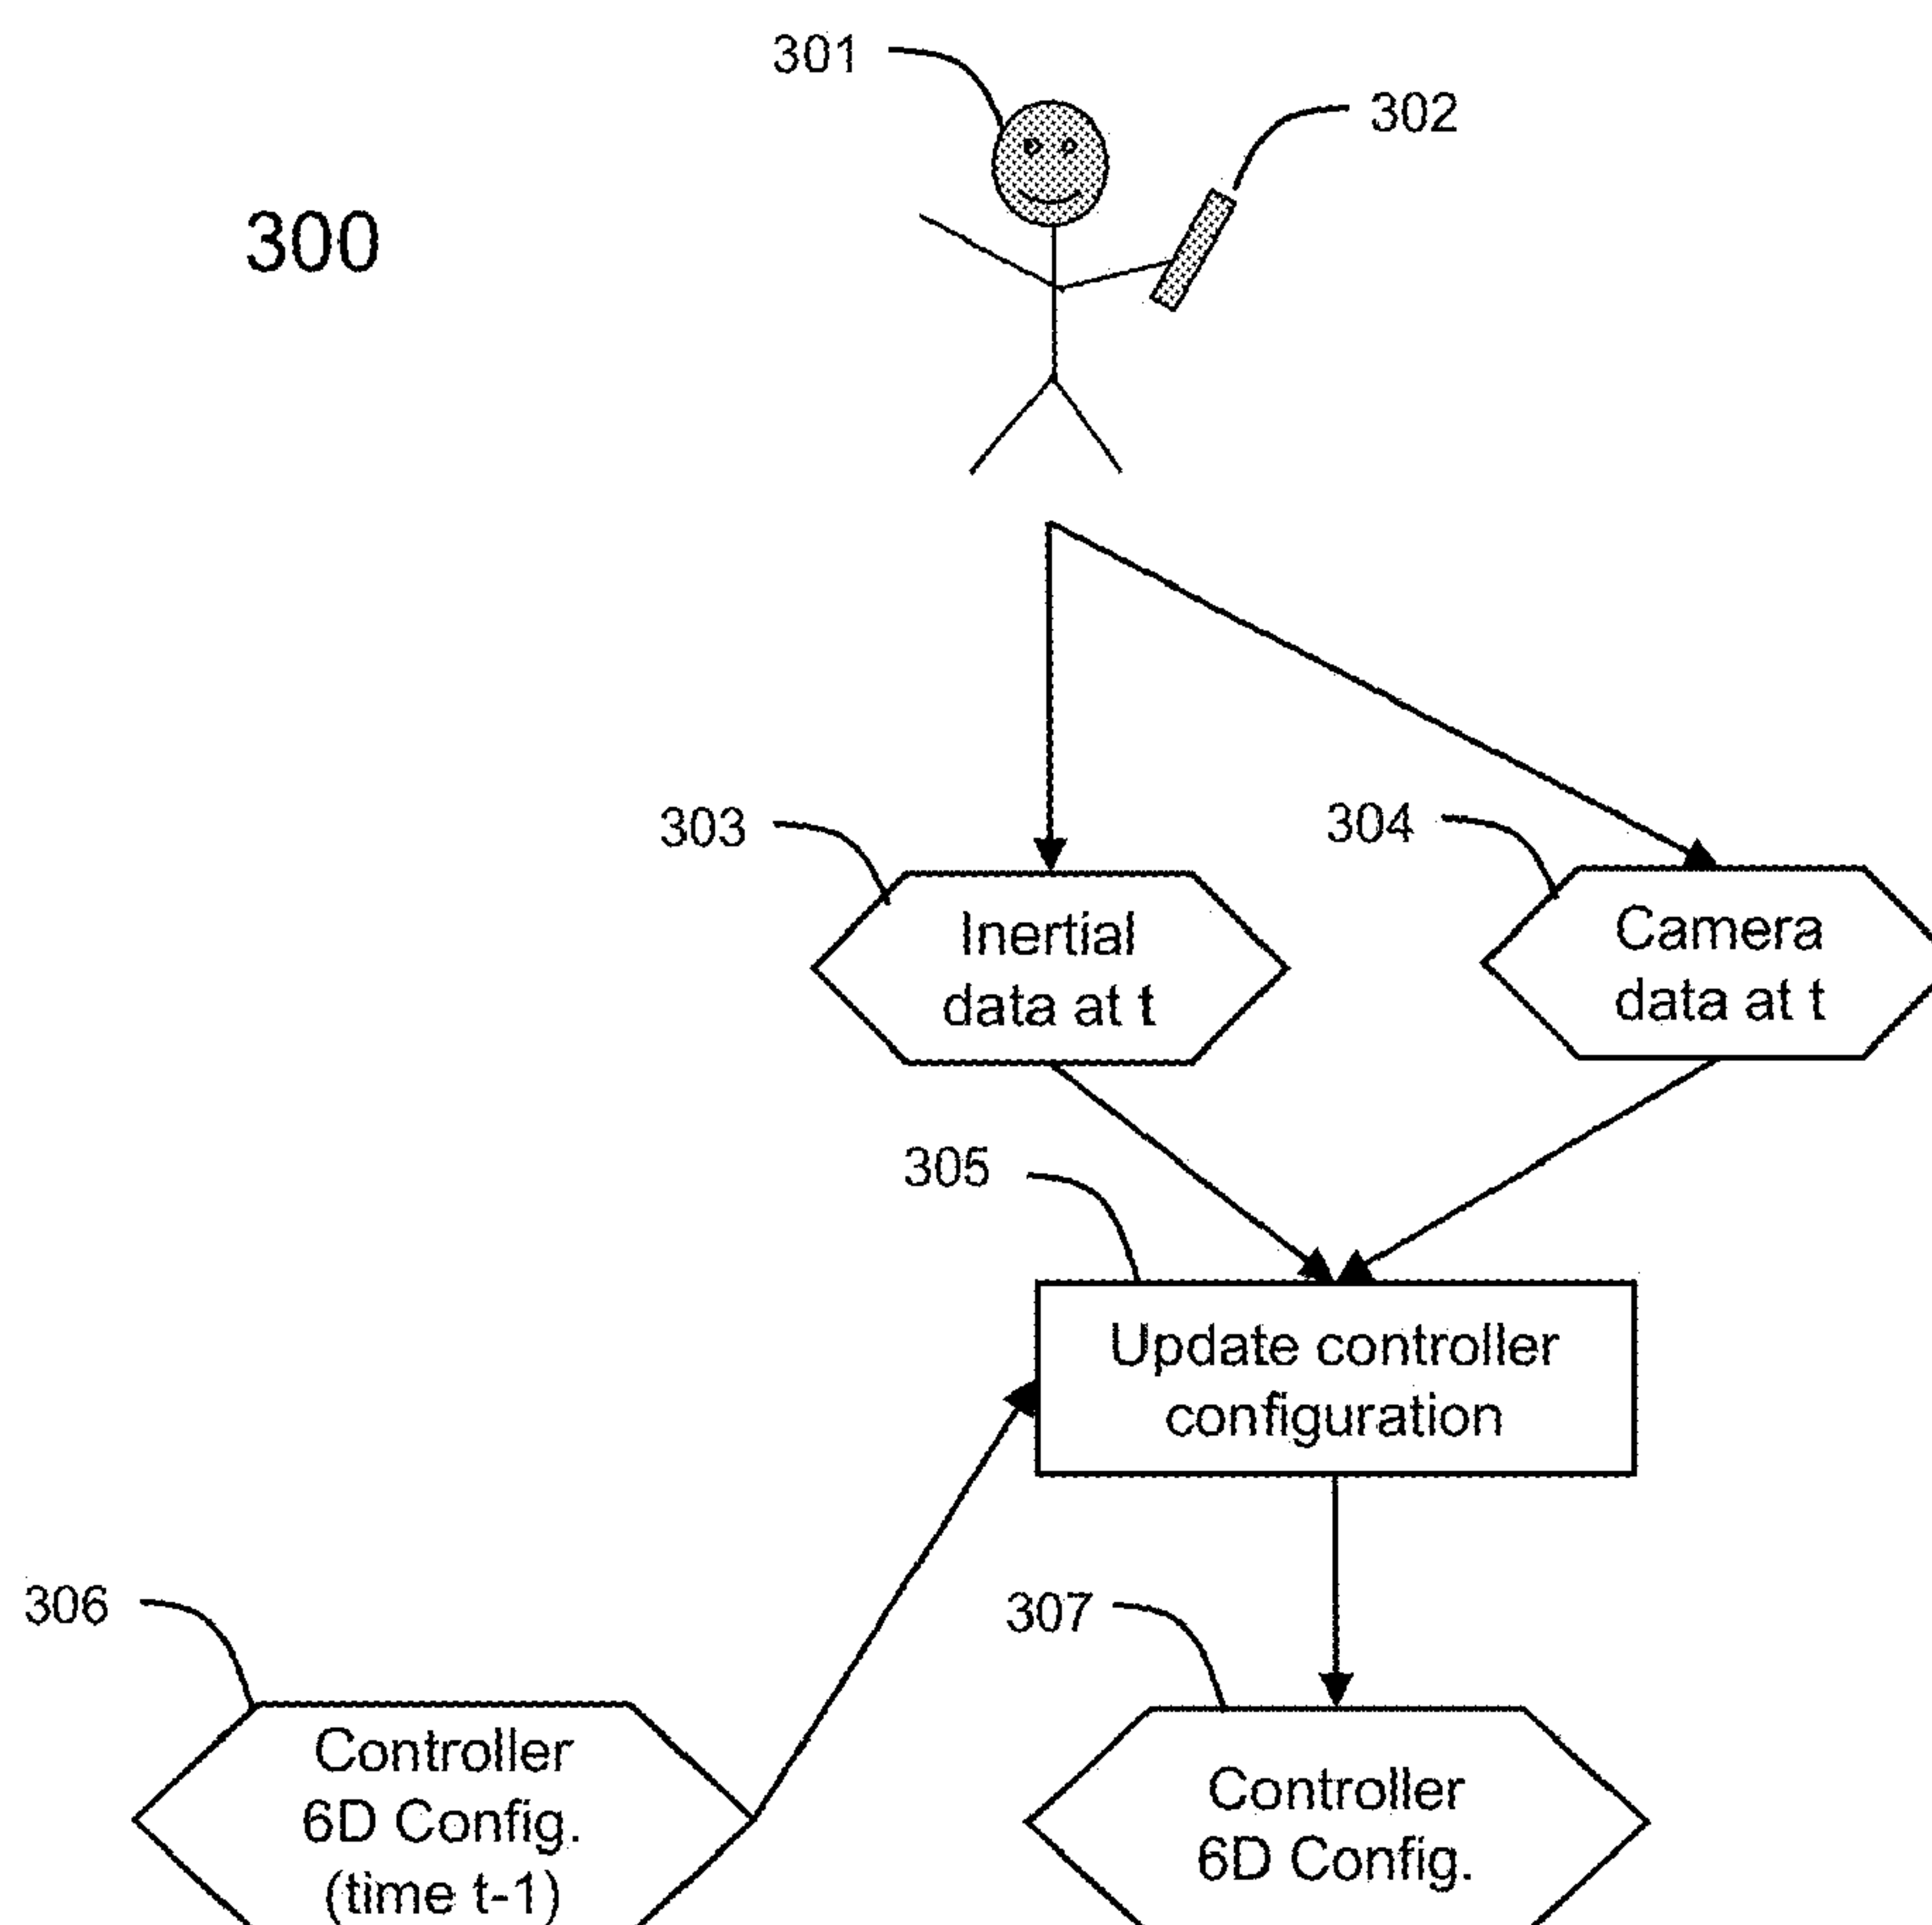 301
302
300
303
304
Inertial
data at t
Camera
data at t
305
Update controller
configuration
306
307
Controller
6D Config.
(time t-1)
Controller
6D Config.